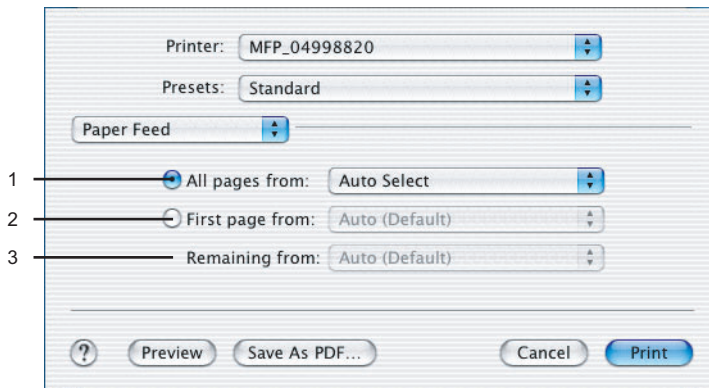 Printer: MFP_04998820
Presets: Standard
Paper Feed
1 All pages from: Auto Select
2 First page from: Auto (Default)
3 Remaining from: Auto (Default)
? Preview Save As PDF... Cancel Print